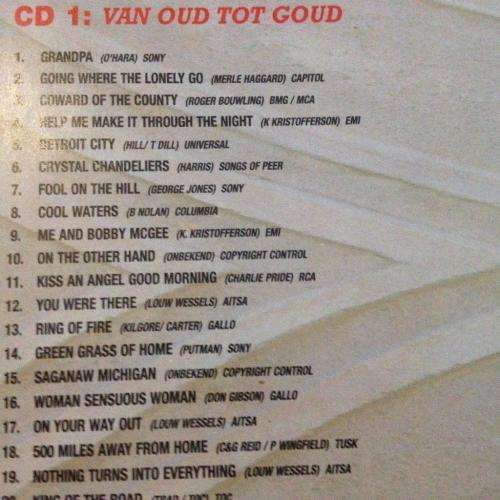 CD 1: VAN OUD TOT GOUD
1. GRANDPA (O'HARA) SONY
2. GOING WHERE THE LONELY GO (MERLE HAGGARD) CAPITOL
3. COWARD OF THE COUNTY (ROGER BOUWLING) BMG / MCA
4. HELP ME MAKE IT THROUGH THE NIGHT (K KRISTOFFERSON) EMI
5. DETROIT CITY (HILL/ T DILL) UNIVERSAL
6. CRYSTAL CHANDELIERS (HARRIS) SONGS OF PEER
7. FOOL ON THE HILL (GEORGE JONES) SONY
8. COOL WATERS (B NOLAN) COLUMBIA
9. ME AND BOBBY MCGEE (K. KRISTOFFERSON) EMI
10. ON THE OTHER HAND (ONBEKEND) COPYRIGHT CONTROL
11. KISS AN ANGEL GOOD MORNING (CHARLIE PRIDE) RCA
12. YOU WERE THERE (LOUW WESSELS) AITSA
13. RING OF FIRE (KILGORE/ CARTER) GALLO
14. GREEN GRASS OF HOME (PUTMAN) SONY
15. SAGANAW MICHIGAN (ONBEKEND) COPYRIGHT CONTROL
16. WOMAN SENSUOUS WOMAN (DON GIBSON) GALLO
17. ON YOUR WAY OUT (LOUW WESSELS) AITSA
18. 500 MILES AWAY FROM HOME (C&G REID / P WINGFIELD) TUSK
19. NOTHING TURNS INTO EVERYTHING (LOUW WESSELS) AITSA
KING OF THE ROAD